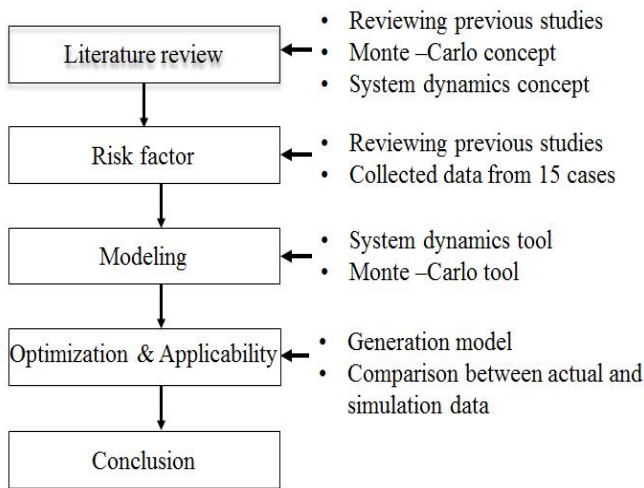 Literature review
• Reviewing previous studies
• Monte –Carlo concept
• System dynamics concept
Risk factor
• Reviewing previous studies
• Collected data from 15 cases
Modeling
• System dynamics tool
• Monte –Carlo tool
Optimization & Applicability
• Generation model
• Comparison between actual and
simulation data
Conclusion